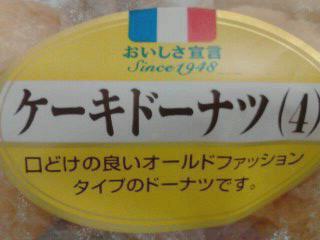 おいしさ宣言
Since 1948
ケーキドーナツ(4)
口どけの良いオールドファッション
タイプのドーナツです。